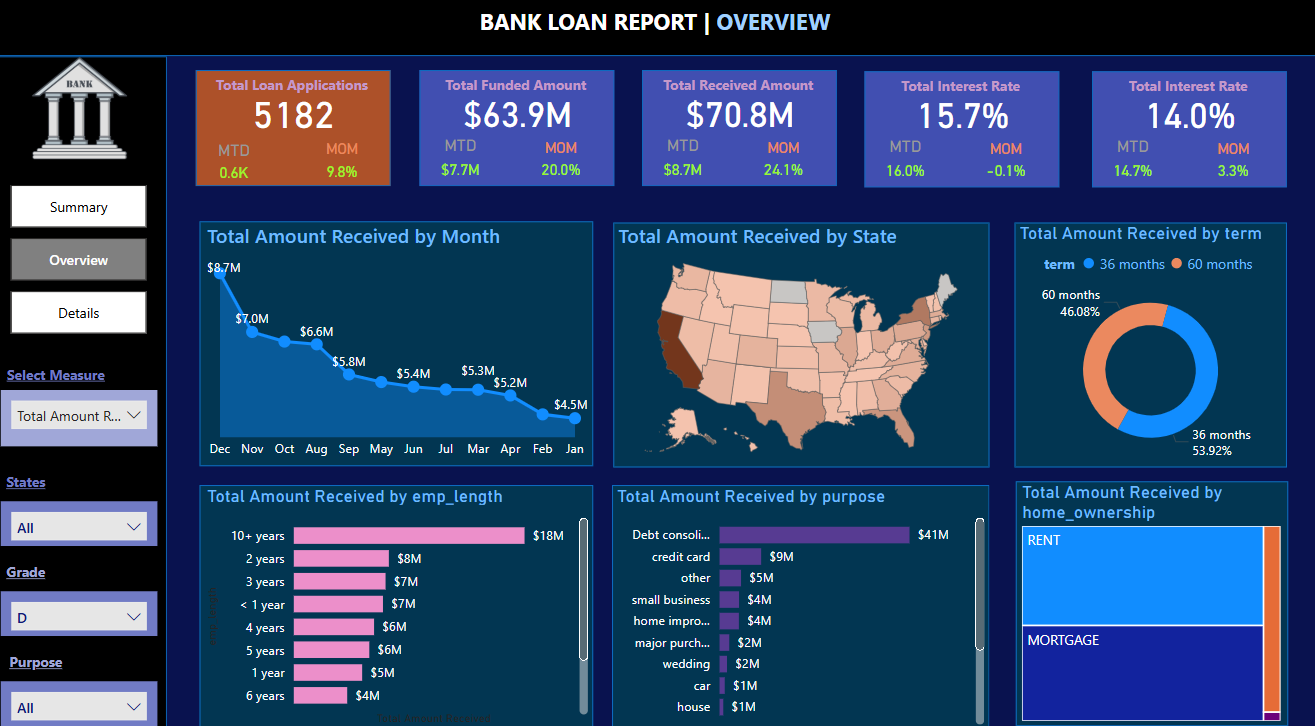 BANK LOAN REPORT | OVERVIEW
BANK
Summary
Overview
Details
Select Measure
Total Amount R...
States
All
Grade
D
Purpose
All
Total Loan Applications
5182
MTD MOM
0.6K 9.8%
Total Funded Amount
$63.9M
MTD MOM
$7.7M 20.0%
Total Received Amount
$70.8M
MTD MOM
$8.7M 24.1%
Total Interest Rate
15.7%
MTD MOM
16.0% -0.1%
Total Interest Rate
14.0%
MTD MOM
14.7% 3.3%
Total Amount Received by Month
$8.7M
$7.0M
$6.6M
$5.8M
$5.4M
$5.3M
$5.2M
$4.5M
Dec Nov Oct Aug Sep May Jun Jul Mar Apr Feb Jan
Total Amount Received by State
Total Amount Received by term
term 36 months 60 months
60 months
46.08%
36 months
53.92%
Total Amount Received by emp_length
10+ years $18M
2 years $8M
3 years $7M
< 1 year $7M
4 years $6M
5 years $6M
1 year $5M
6 years $4M
Total Amount Received
Total Amount Received by purpose
Debt consoli... $41M
credit card $9M
other $5M
small business $4M
home impro... $4M
major purch... $2M
wedding $2M
car $1M
house $1M
Total Amount Received by
home_ownership
RENT
MORTGAGE